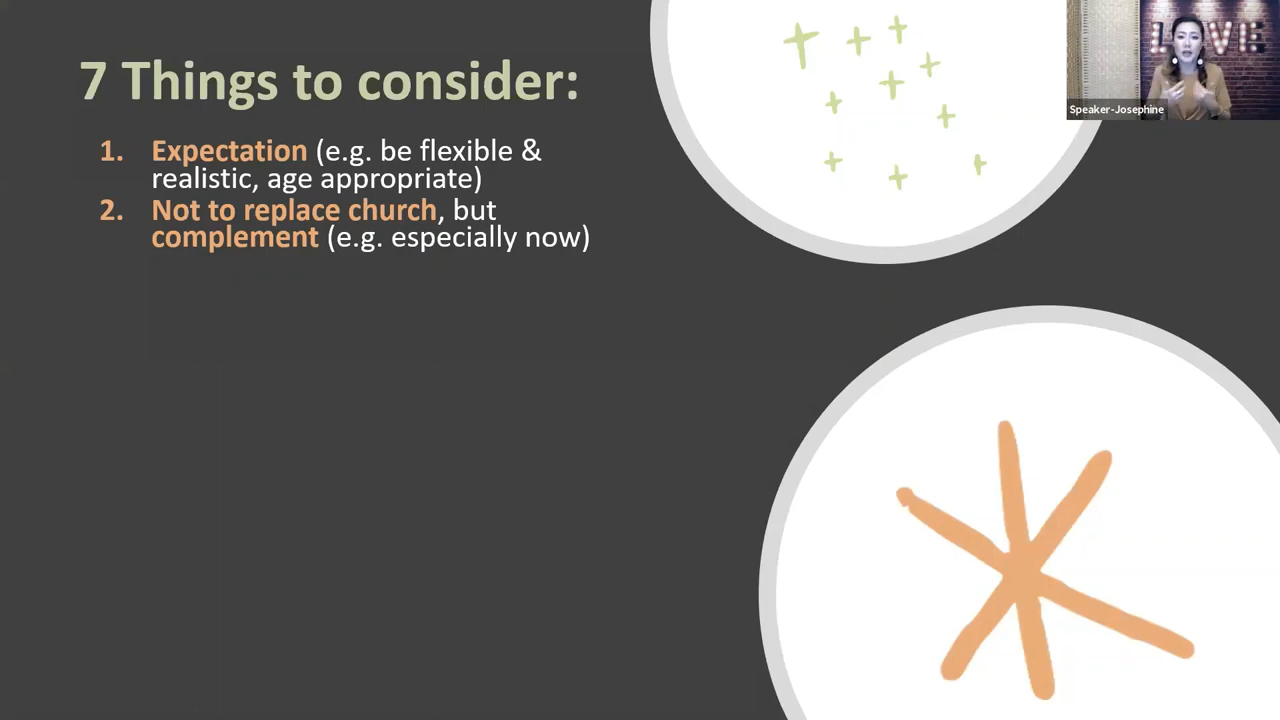 7 Things to consider:
1. Expectation (e.g. be flexible &
realistic, age appropriate)
2. Not to replace church, but
complement (e.g. especially now)
LOVE
Speaker-Josephine